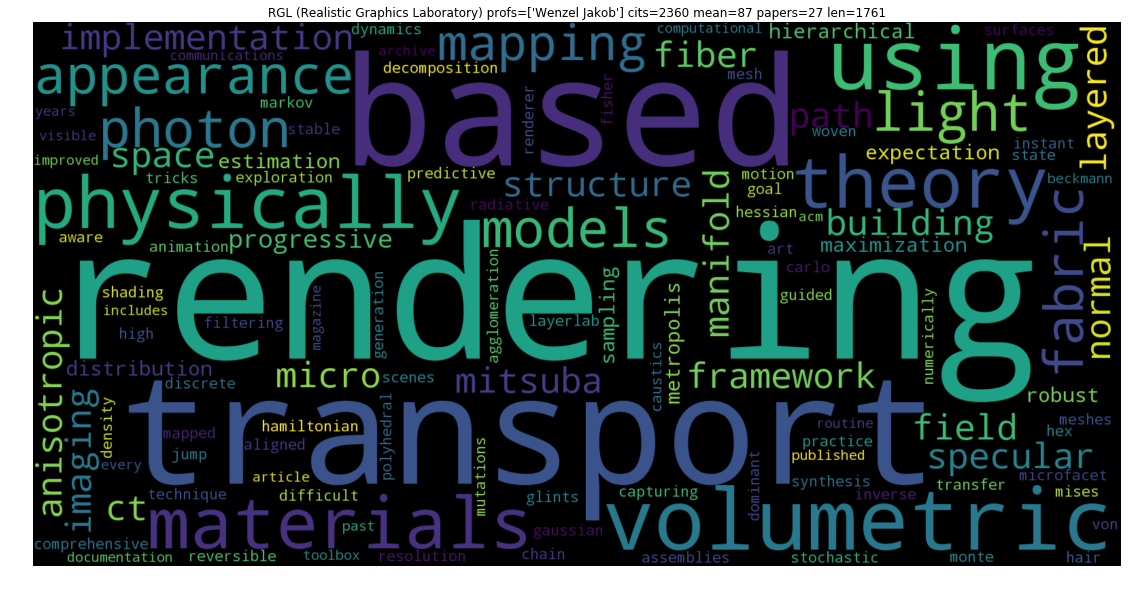 RGL (Realistic Graphics Laboratory) profs=['Wenzel Jakob'] cits=2360 mean=87 papers=27 len=1761
implementation
dynamics
computational
hierarchical
surfaces
communications
archive
mapping
fiber
using
layered
appearance
decomposition
based
mesh
markov
renderer
fisher
path
light
years
photon
stable
woven
visible
instant
improved
space
estimation
expectation
state
tricks
exploration
predictive
structure
motion
theory
beckmann
goal
physically
radiative
manifold
hessian
acm
building
fabric
aware
animation
progressive
models
art
maximization
normal
rendering
carlo
shading
guided
includes
magazine
generation
agglomeration
layerlab
sampling
metropolis
numerically
high
filtering
anisotropic
distribution
discrete
micro
scenes
mitsuba
caustics
framework
robust
imaging
density
transport
hamiltonian
polyhedral
mapped
aligned
routine
field
meshes
hex
jump
practice
every
published
specular
article
mutations
dominant
microfacet
technique
difficult
glints
capturing
synthesis
inverse
transfer
mises
ct
materials
past
gaussian
volumetric
von
comprehensive
documentation
reversible
toolbox
resolution
chain
assemblies
stochastic
monte
hair